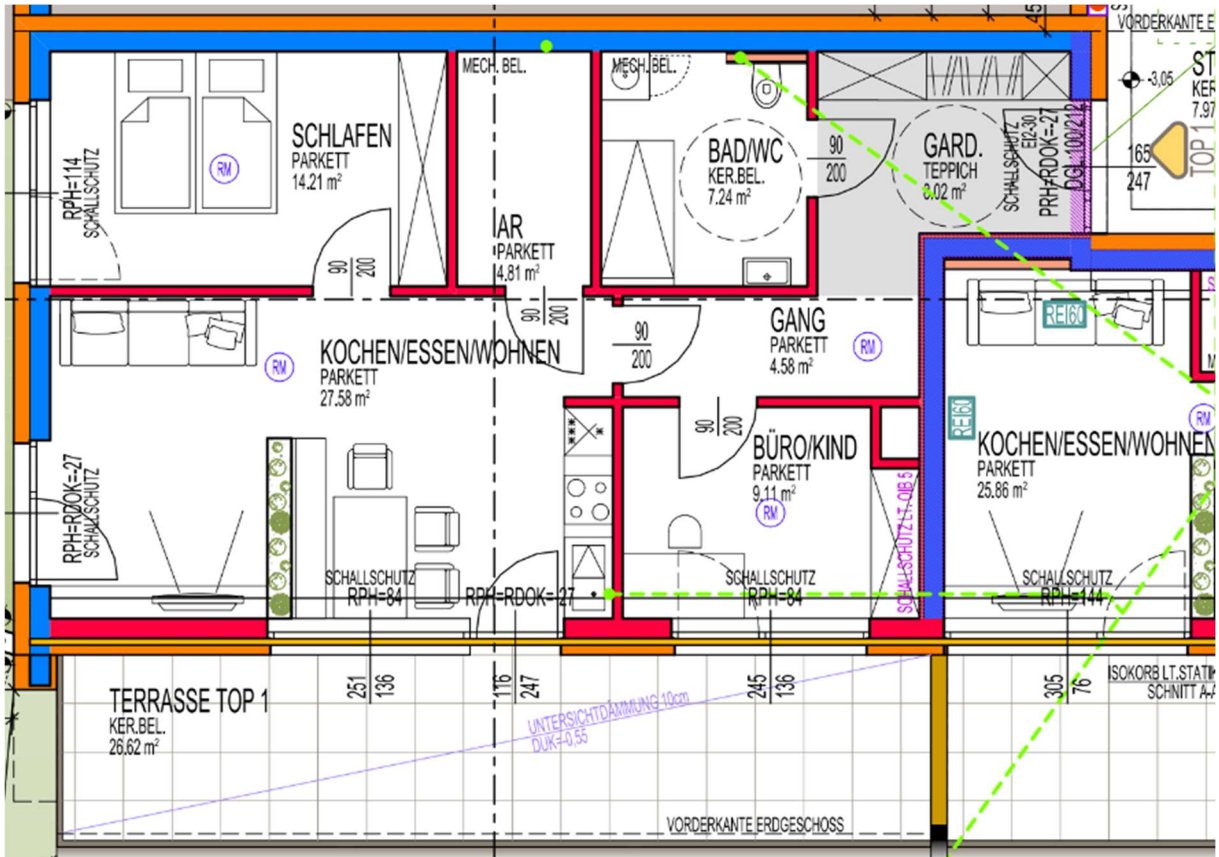 45
VORDERKANTE E
-3,05
ST
KER
7.97
165
247
TOP 1
MECH. BEL.
MECH. BEL.
SCHLAFEN
PARKETT
14.21 m²
RM
RPH=114
SCHALLSCHUTZ
90
200
AR
PARKETT
4.81 m²
90
200
BAD/WC
KER.BEL.
7.24 m²
90
200
GARD.
TEPPICH
8.02 m²
SCHALLSCHUTZ
EI2-30
PRH=RDOK=-27
DGL 100/212
KOCHEN/ESSEN/WOHNEN
PARKETT
27.58 m²
RM
90
200
GANG
PARKETT
4.58 m²
RM
REI60
REI60
RM
KOCHEN/ESSEN/WOHNEN
PARKETT
25.86 m²
90
200
BÜRO/KIND
PARKETT
9.11 m²
RM
SCHALLSCHUTZ LT. OIB 5
RPH=RDOK=-27
SCHALLSCHUTZ
SCHALLSCHUTZ
RPH=84
RPH=RDOK=-27
SCHALLSCHUTZ
RPH=84
SCHALLSCHUTZ
RPH=144
251
136
116
247
245
136
305
76
ISOKORB LT.STATIK
SCHNITT A-A
TERRASSE TOP 1
KER.BEL.
26.62 m²
UNTERSICHTDÄMMUNG 10cm
DUK=-0,55
VORDERKANTE ERDGESCHOSS